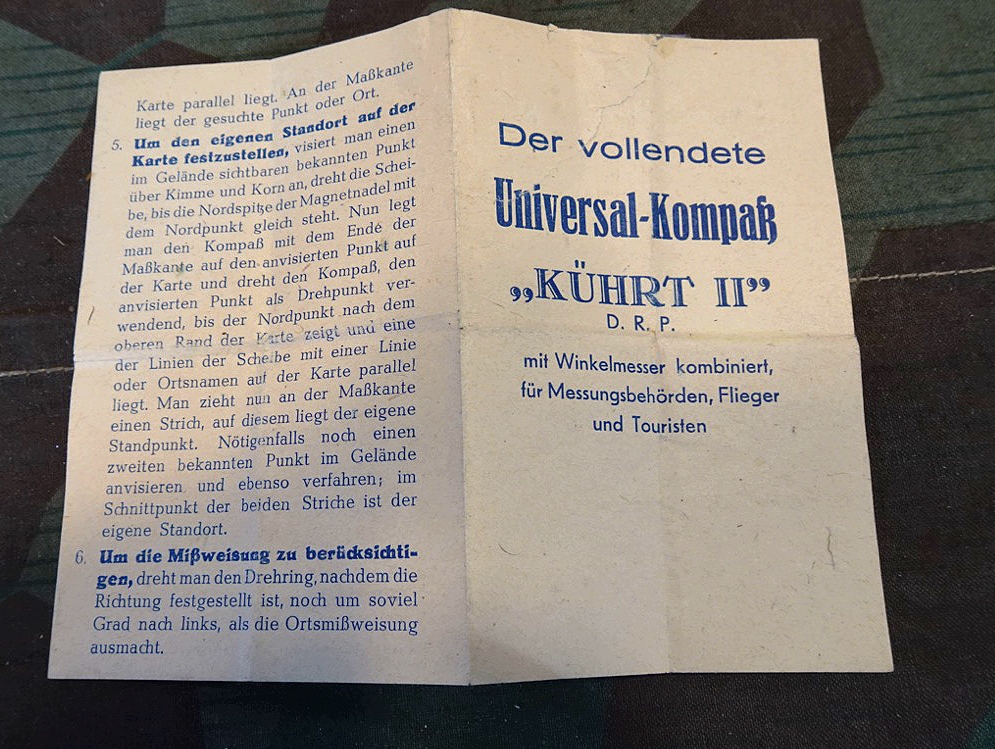 Karte parallel liegt. An der Maßkante
liegt der gesuchte Punkt oder Ort.
5. Um den eigenen Standort auf der
Karte festzustellen, visiert man einen
im Gelände sichtbaren bekannten Punkt
über Kimme und Korn an, dreht die Schei-
be, bis die Nordspitze der Magnetnadel mit
dem Nordpunkt gleich steht. Nun legt
man den Kompaß mit dem Ende der
Maßkante auf den anvisierten Punkt auf
der Karte und dreht den Kompaß, den
anvisierten Punkt als Drehpunkt ver-
wendend, bis der Nordpunkt nach dem
oberen Rand der Karte zeigt und eine
der Linien der Scheibe mit einer Linie
oder Ortsnamen auf der Karte parallel
liegt. Man zieht nun an der Maßkante
einen Strich, auf diesem liegt der eigene
Standpunkt. Nötigenfalls noch einen
zweiten bekannten Punkt im Gelände
anvisieren und ebenso verfahren; im
Schnittpunkt der beiden Striche ist der
eigene Standort.
6. Um die Mißweisung zu berücksichti-
gen, dreht man den Drehring, nachdem die
Richtung festgestellt ist, noch um soviel
Grad nach links, als die Ortsmißweisung
ausmacht.
Der vollendete
Universal-Kompaß
„KÜHRT II”
D. R. P.
mit Winkelmesser kombiniert,
für Messungsbehörden, Flieger
und Touristen